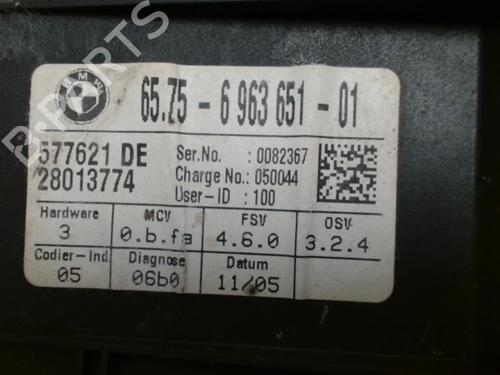 BMW
65.75 - 6 963 651 - 01
577621 DE
28013774
Ser.No. : 0082367
Charge No.: 050044
User-ID : 100
Hardware MCV FSV OSV
3 0.b.fa 4.6.0 3.2.4
Codier-Ind Diagnose Datum
05 06b0 11/05
B-PARTS